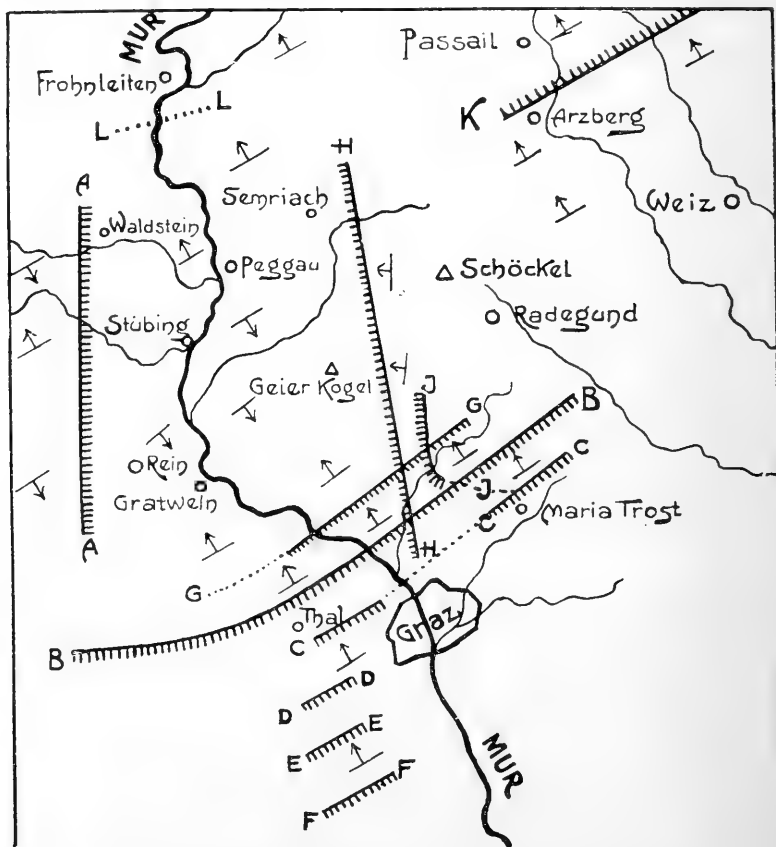 MUR
Passail
Frohnleiten
L L
K
Arzberg
A
H
Semriach
Weiz
Waldstein
Peggau
Schöckel
Stübing
Radegund
Geier Kogel
J
G
B
C
Rein
Gratwein
J
C
Maria Trost
A
H
G
Thal
Graz
B
C
D
D
E
E
MUR
F
F